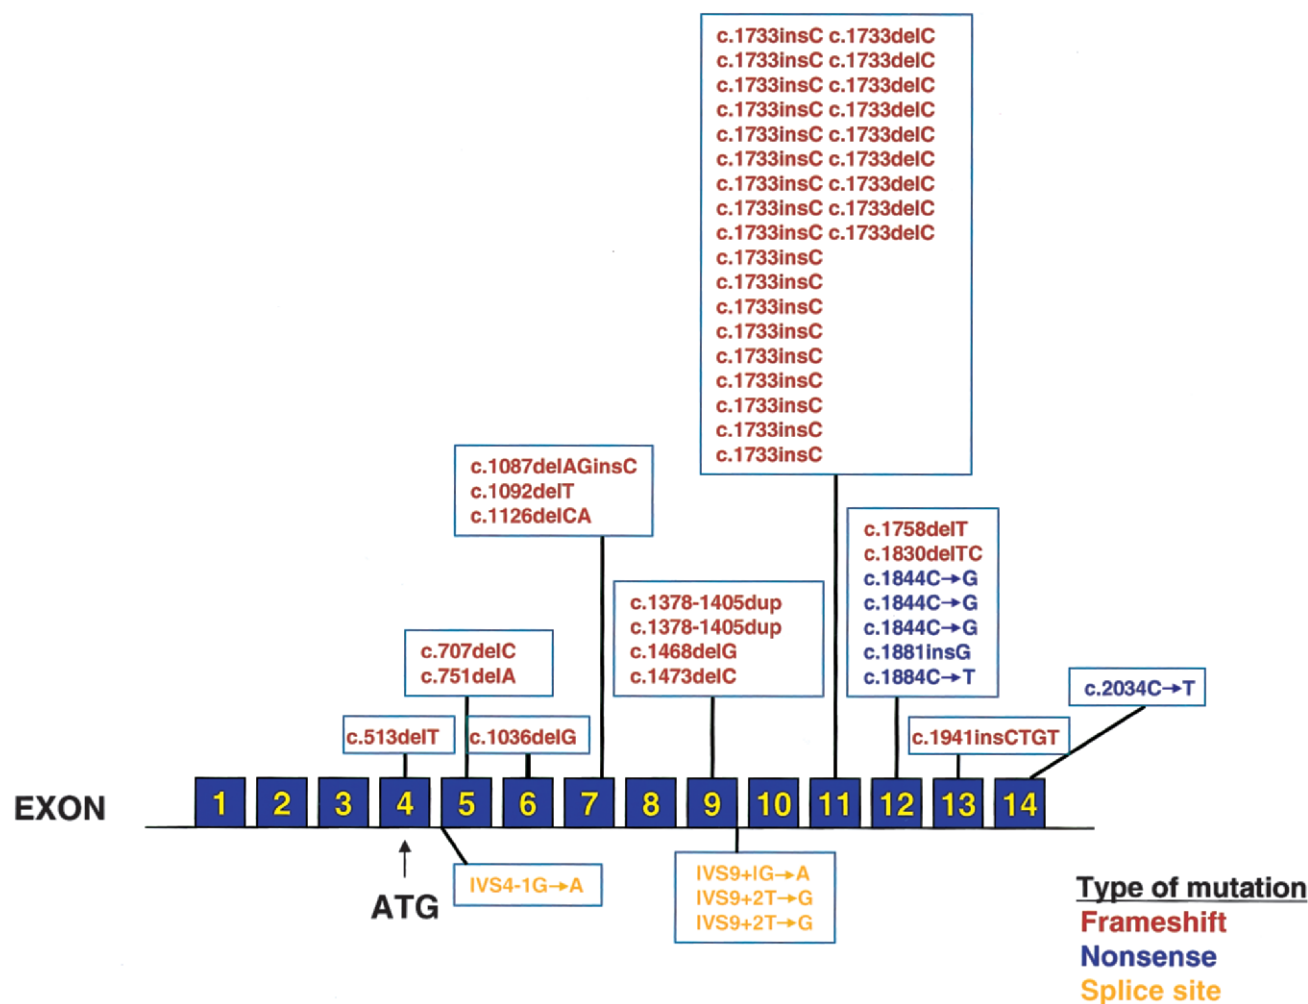 c.1733insC c.1733delC
c.1733insC c.1733delC
c.1733insC c.1733delC
c.1733insC c.1733delC
c.1733insC c.1733delC
c.1733insC c.1733delC
c.1733insC c.1733delC
c.1733insC c.1733delC
c.1733insC c.1733delC
c.1733insC
c.1733insC
c.1733insC
c.1733insC
c.1733insC
c.1733insC
c.1733insC
c.1733insC
c.1733insC
c.1087delAGinsC
c.1092delT
c.1126delCA
c.1758delT
c.1830delTC
c.1844C→G
c.1844C→G
c.1844C→G
c.1881insG
c.1884C→T
c.1378-1405dup
c.1378-1405dup
c.1468delG
c.1473delC
c.707delC
c.751delA
c.2034C→T
c.513delT
c.1036delG
c.1941insCTGT
EXON
1 2 3 4 5 6 7 8 9 10 11 12 13 14
ATG
IVS4-1G→A
IVS9+IG→A
IVS9+2T→G
IVS9+2T→G
Type of mutation
Frameshift
Nonsense
Splice site